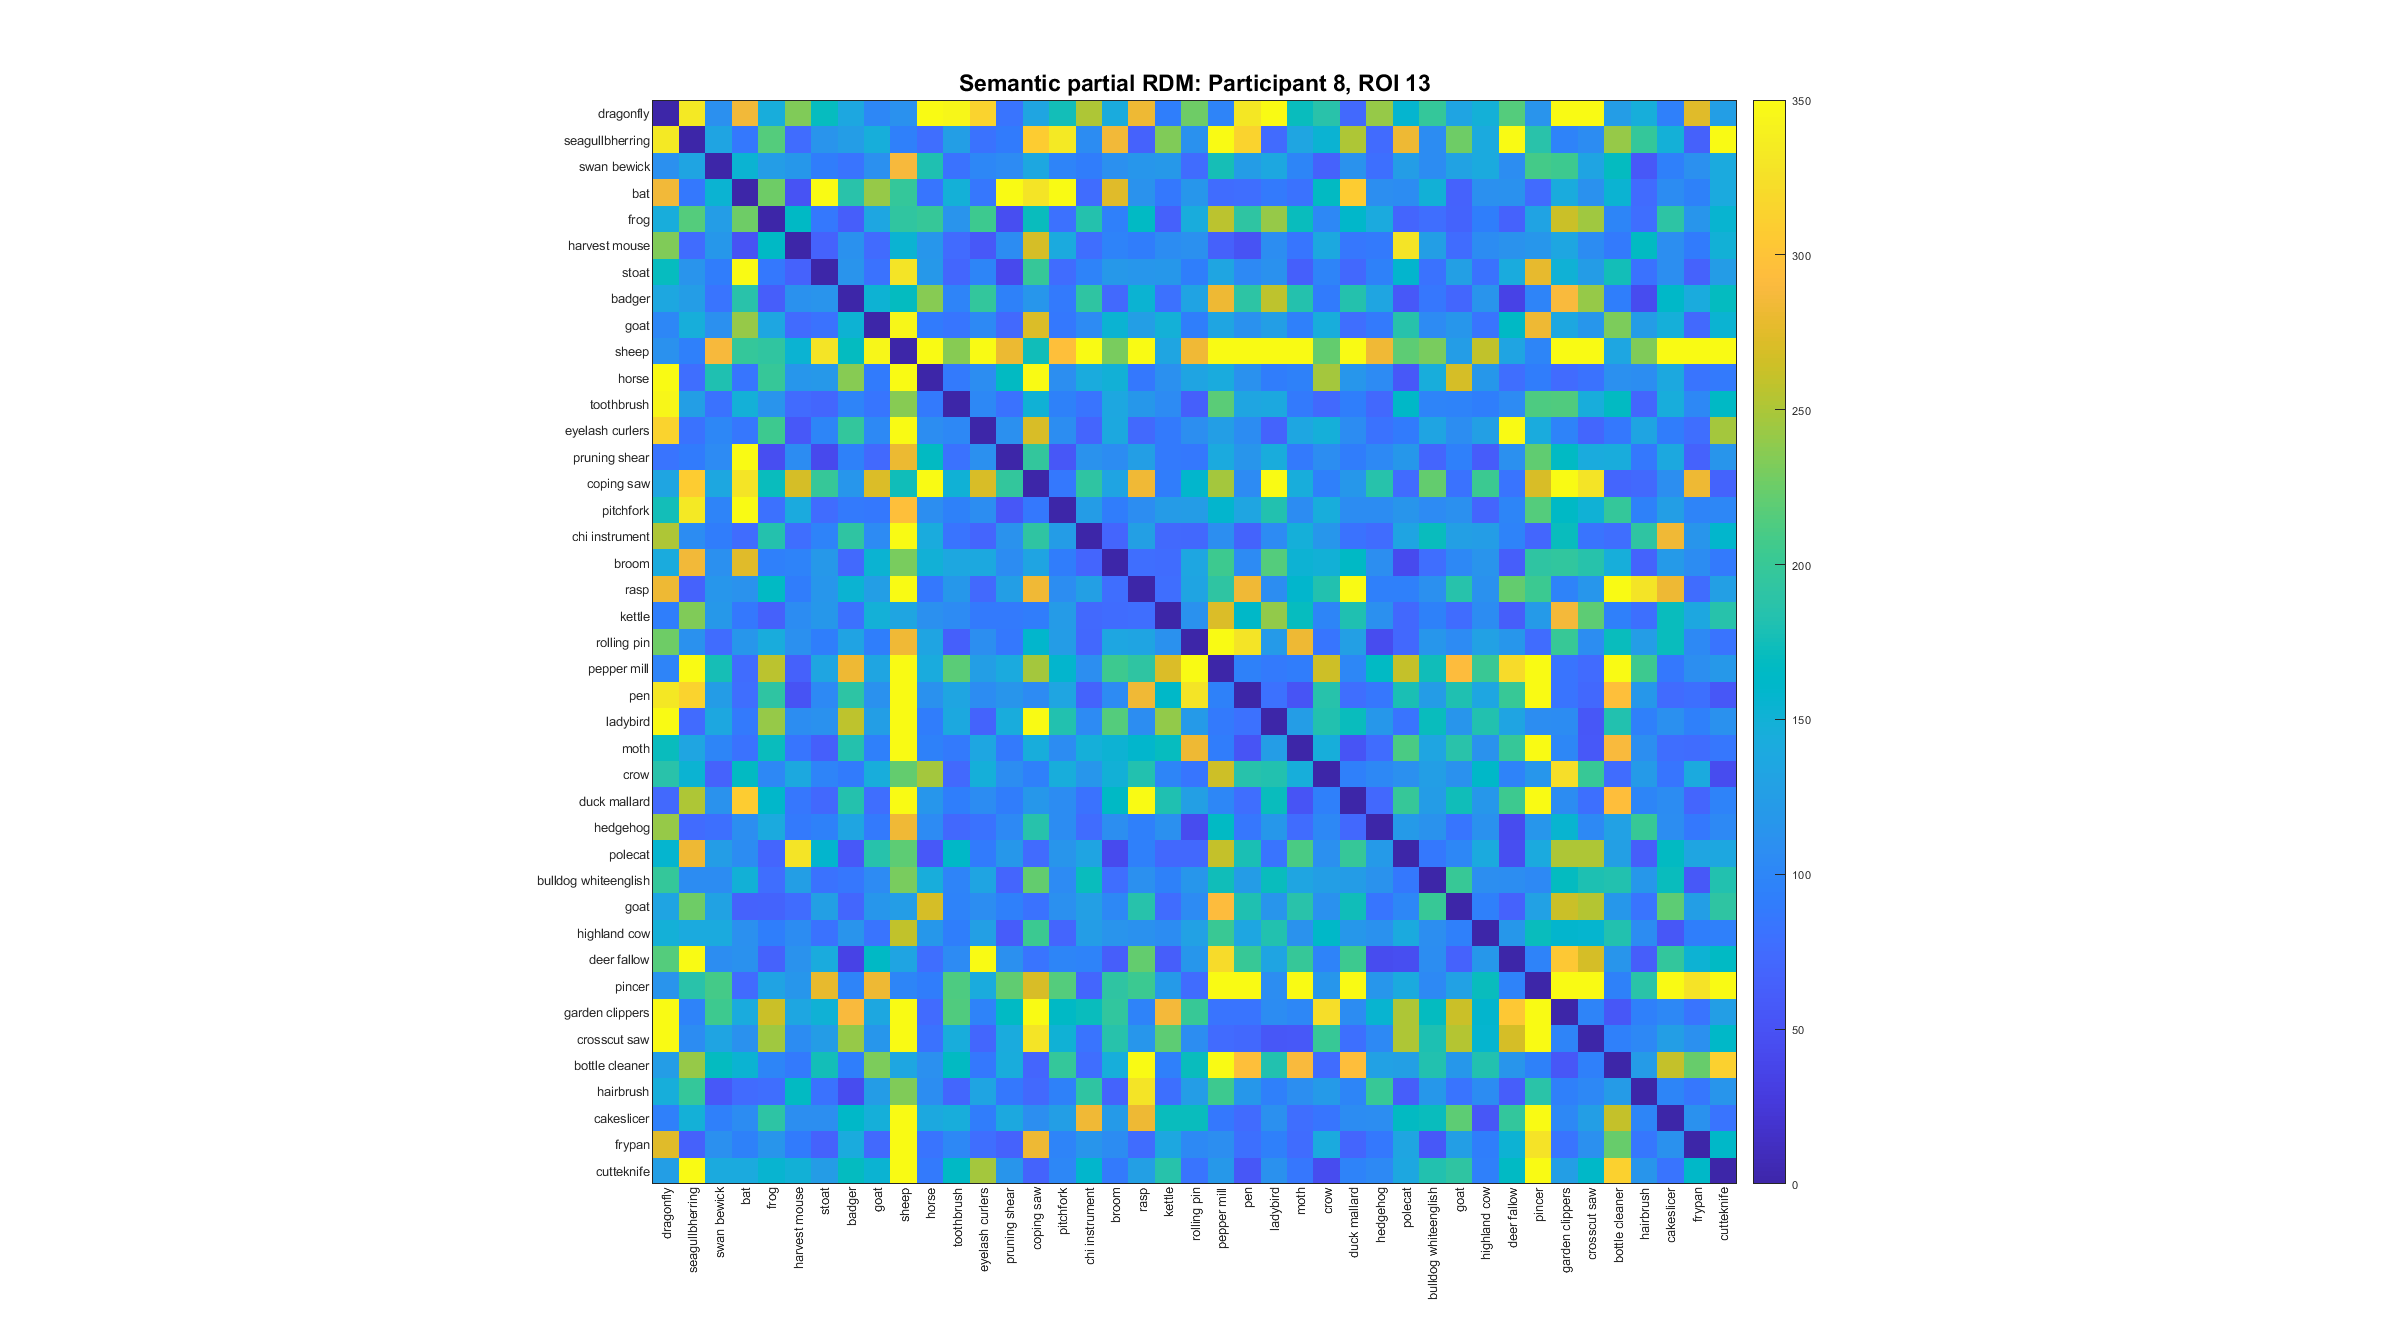 Semantic partial RDM: Participant 8, ROI 13
dragonfly
seagullbherring
swan bewick
bat
frog
harvest mouse
stoat
badger
goat
sheep
horse
toothbrush
eyelash curlers
pruning shear
coping saw
pitchfork
chi instrument
broom
rasp
kettle
rolling pin
pepper mill
pen
ladybird
moth
crow
duck mallard
hedgehog
polecat
bulldog whiteenglish
goat
highland cow
deer fallow
pincer
garden clippers
crosscut saw
bottle cleaner
hairbrush
cakeslicer
frypan
cutteknife
350
300
250
200
150
100
50
0
dragonfly
seagullbherring
swan bewick
bat
frog
harvest mouse
stoat
badger
goat
sheep
horse
toothbrush
eyelash curlers
pruning shear
coping saw
pitchfork
chi instrument
broom
rasp
kettle
rolling pin
pepper mill
pen
ladybird
moth
crow
duck mallard
hedgehog
polecat
bulldog whiteenglish
goat
highland cow
deer fallow
pincer
garden clippers
crosscut saw
bottle cleaner
hairbrush
cakeslicer
frypan
cutteknife